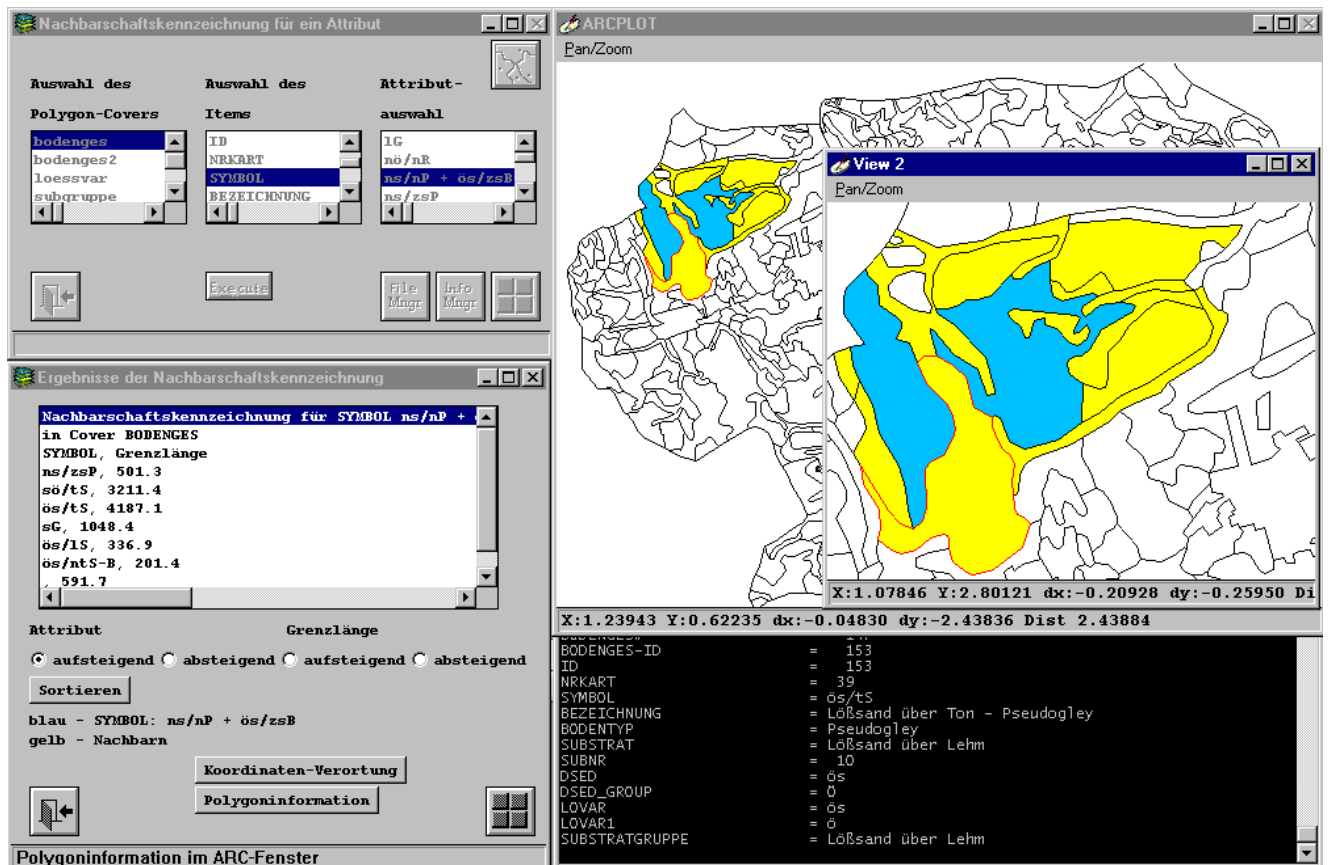 Nachbarschaftskennzeichnung für ein Attribut
Auswahl des
Polygon-Covers
bodenges
bodenges2
loessvar
subgruppe
Auswahl des
Items
ID
NRKART
SYMBOL
BEZEICHNUNG
Attribut-
auswahl
lG
nö/nR
ns/nP + ös/zsB
ns/zsP
Execute
File
Mngr
Info
Mngr
Ergebnisse der Nachbarschaftskennzeichnung
Nachbarschaftskennzeichnung für SYMBOL ns/nP +
in Cover BODENGES
SYMBOL, Grenzlänge
ns/zsP, 501.3
sö/tS, 3211.4
ös/tS, 4187.1
sG, 1048.4
ös/lS, 336.9
ös/ntS-B, 201.4
, 591.7
Attribut Grenzlänge
aufsteigend absteigend aufsteigend absteigend
Sortieren
blau - SYMBOL: ns/nP + ös/zsB
gelb - Nachbarn
Koordinaten-Verortung
Polygoninformation
Polygoninformation im ARC-Fenster
ARCPLOT
Pan/Zoom
View 2
Pan/Zoom
X:1.07846 Y:2.80121 dx:-0.20928 dy:-0.25950 Di
X:1.23943 Y:0.62235 dx:-0.04830 dy:-2.43836 Dist 2.43884
BODENGES-ID = 153
ID = 153
NRKART = 39
SYMBOL = ös/tS
BEZEICHNUNG = Lößsand über Ton - Pseudogley
BODENTYP = Pseudogley
SUBSTRAT = Lößsand über Lehm
SUBNR = 10
DSED = ös
DSED_GROUP = Ö
LOVAR = ös
LOVAR1 = ö
SUBSTRATGRUPPE = Lößsand über Lehm